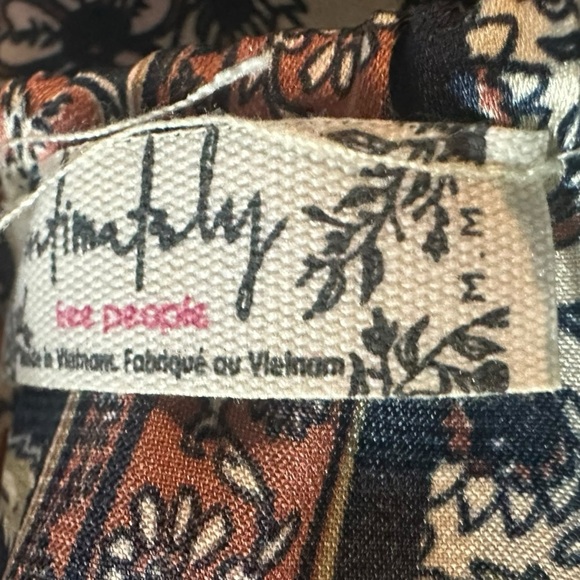 intimately
free people
Made in Vietnam. Fabriqué au Vietnam
M.M